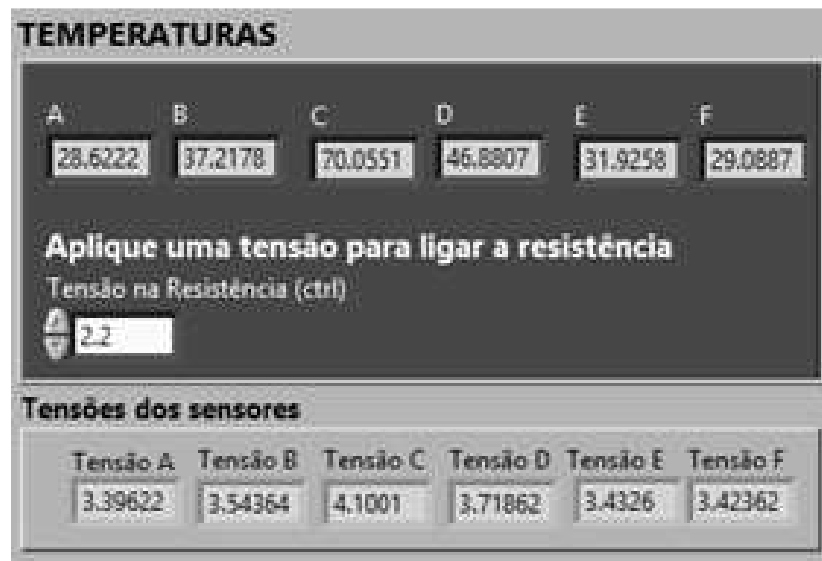 TEMPERATURAS
A B C D E F
28.6222 37.2178 70.0551 46.8807 31.9258 29.0887
Aplique uma tensão para ligar a resistência
Tensão na Resistência (ctrl)
2.2
Tensões dos sensores
Tensão A Tensão B Tensão C Tensão D Tensão E Tensão F
3.39622 3.54364 4.1001 3.71862 3.4326 3.42362